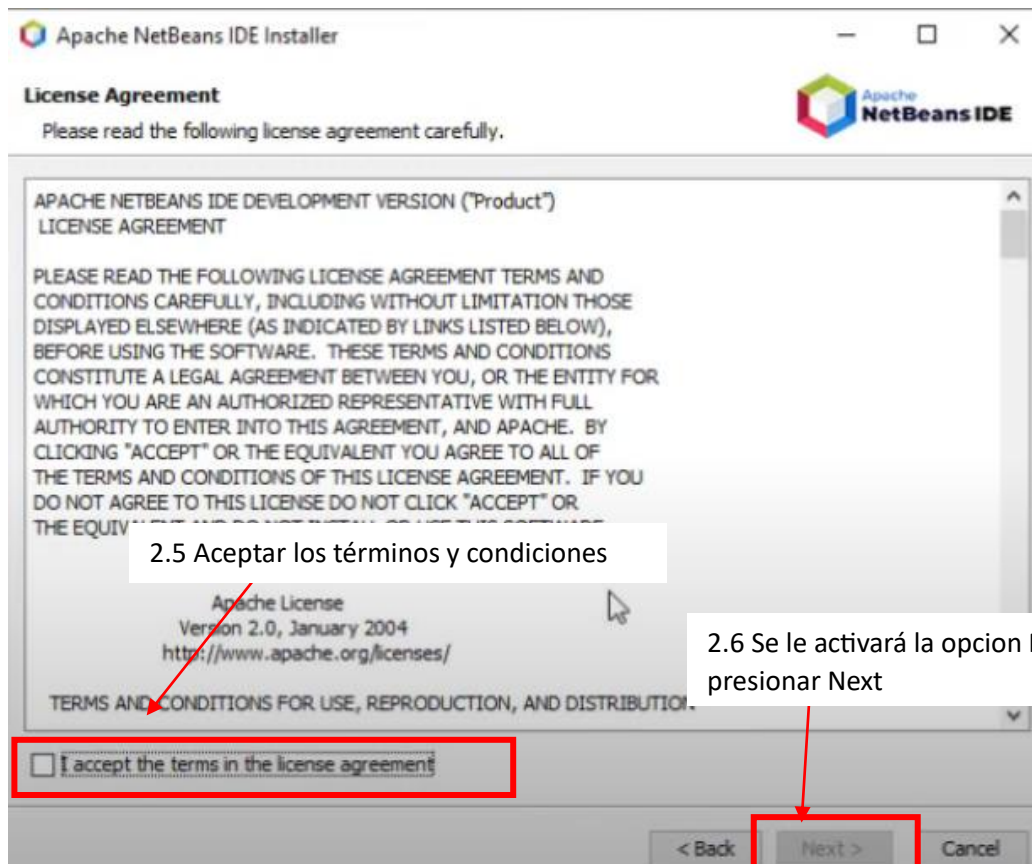 Apache NetBeans IDE Installer
License Agreement
Please read the following license agreement carefully.
Apache
NetBeans IDE
APACHE NETBEANS IDE DEVELOPMENT VERSION ("Product")
LICENSE AGREEMENT
PLEASE READ THE FOLLOWING LICENSE AGREEMENT TERMS AND
CONDITIONS CAREFULLY, INCLUDING WITHOUT LIMITATION THOSE
DISPLAYED ELSEWHERE (AS INDICATED BY LINKS LISTED BELOW),
BEFORE USING THE SOFTWARE. THESE TERMS AND CONDITIONS
CONSTITUTE A LEGAL AGREEMENT BETWEEN YOU, OR THE ENTITY FOR
WHICH YOU ARE AN AUTHORIZED REPRESENTATIVE WITH FULL
AUTHORITY TO ENTER INTO THIS AGREEMENT, AND APACHE. BY
CLICKING "ACCEPT" OR THE EQUIVALENT YOU AGREE TO ALL OF
THE TERMS AND CONDITIONS OF THIS LICENSE AGREEMENT. IF YOU
DO NOT AGREE TO THIS LICENSE DO NOT CLICK "ACCEPT" OR
THE
2.5 Aceptar los términos y condiciones
Apache License
Version 2.0, January 2004
http://www.apache.org/licenses/
2.6 Se le activará la opcion
presionar Next
TERMS AND CONDITIONS FOR USE, REPRODUCTION, AND DISTRIBUTION
I accept the terms in the license agreement
< Back
Next >
Cancel